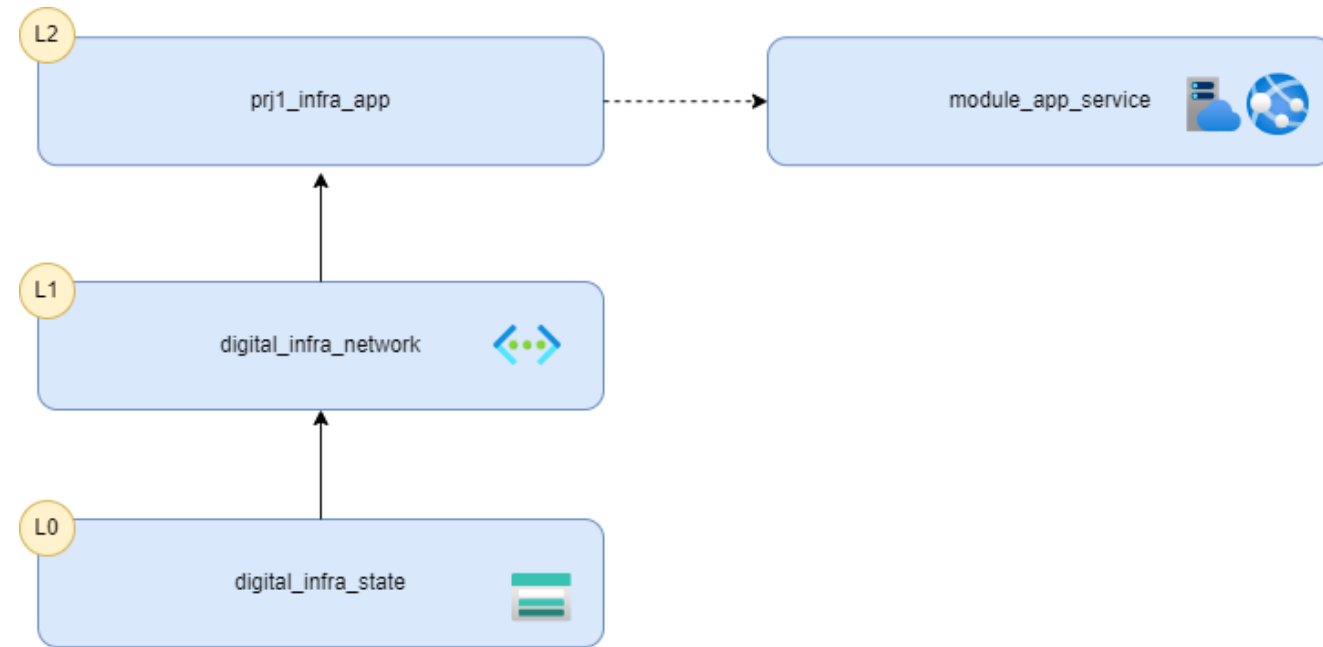 L2
prj1_infra_app
module_app_service
L1
digital_infra_network
L0
digital_infra_state